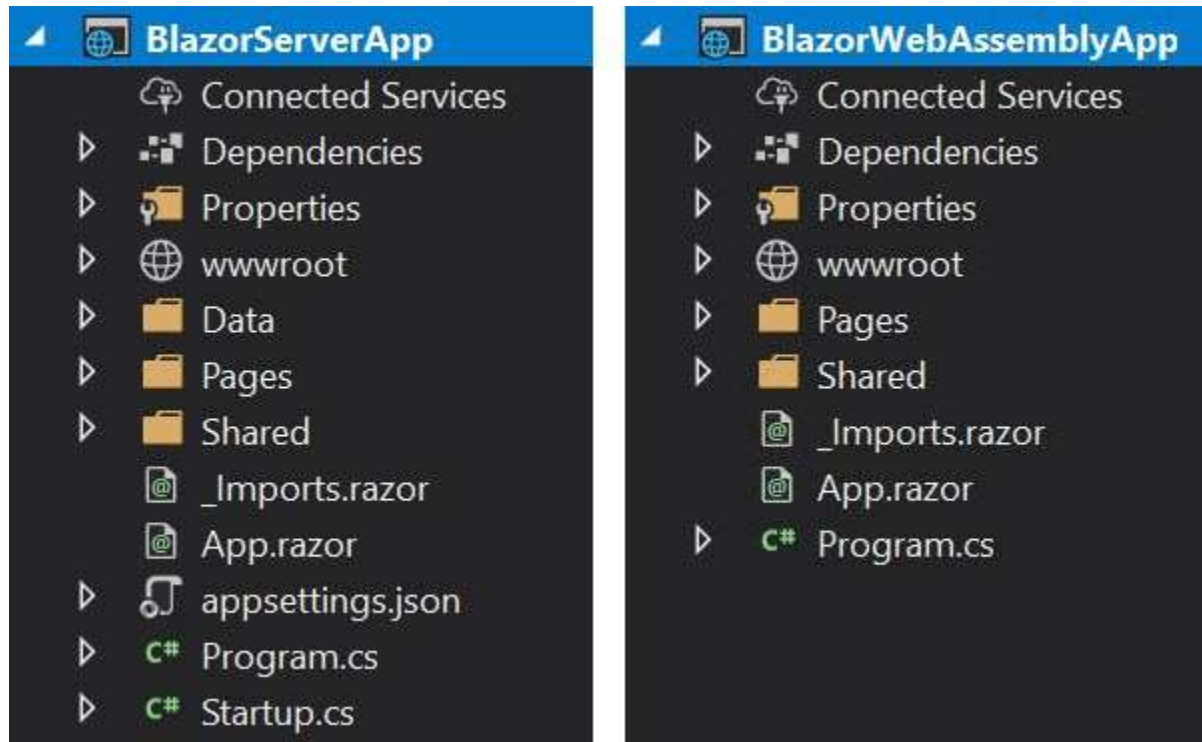 BlazorServerApp
Connected Services
Dependencies
Properties
wwwroot
Data
Pages
Shared
_Imports.razor
App.razor
appsettings.json
C# Program.cs
C# Startup.cs
BlazorWebAssemblyApp
Connected Services
Dependencies
Properties
wwwroot
Pages
Shared
_Imports.razor
App.razor
C# Program.cs